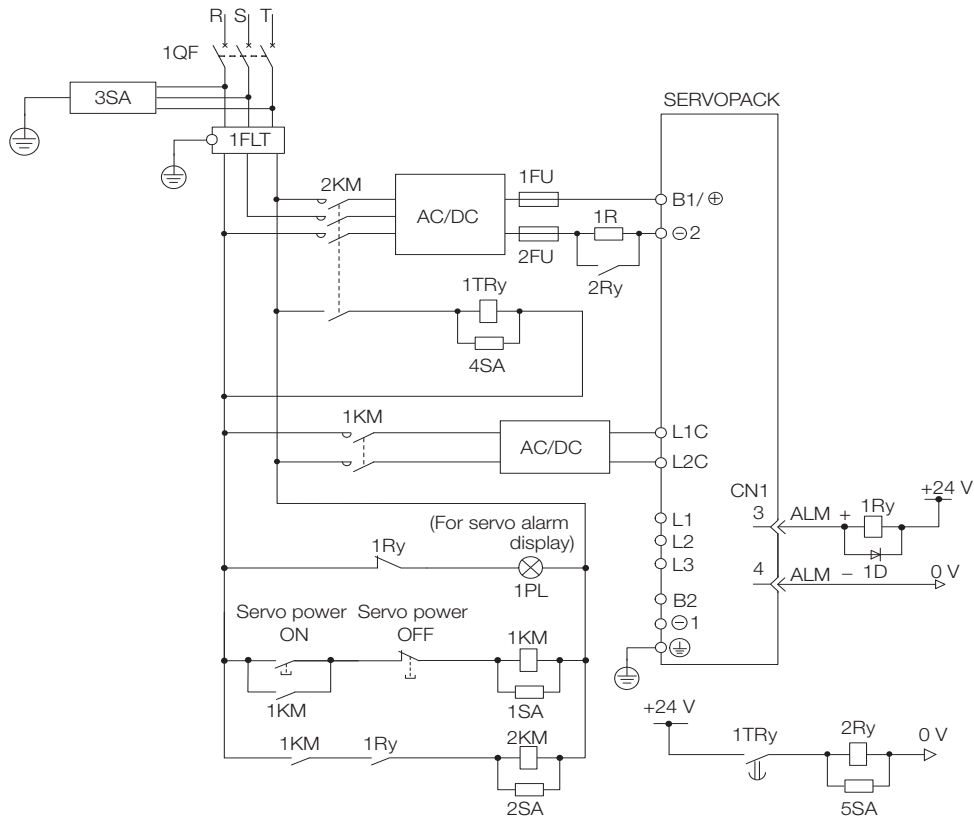 R S T
1QF
3SA
1FLT
SERVOPACK
2KM
AC/DC
1FU
B1/⊕
1R
⊖2
2FU
2Ry
1TRy
4SA
1KM
AC/DC
L1C
L2C
CN1
+24 V
3
ALM +
1Ry
L1
L2
L3
4
ALM − 1D
0 V
(For servo alarm
display)
1Ry
1PL
B2
⊖1
Servo power
ON
Servo power
OFF
1KM
1KM
1SA
+24 V
1TRy
2Ry
0 V
5SA
1KM
1Ry
2KM
2SA